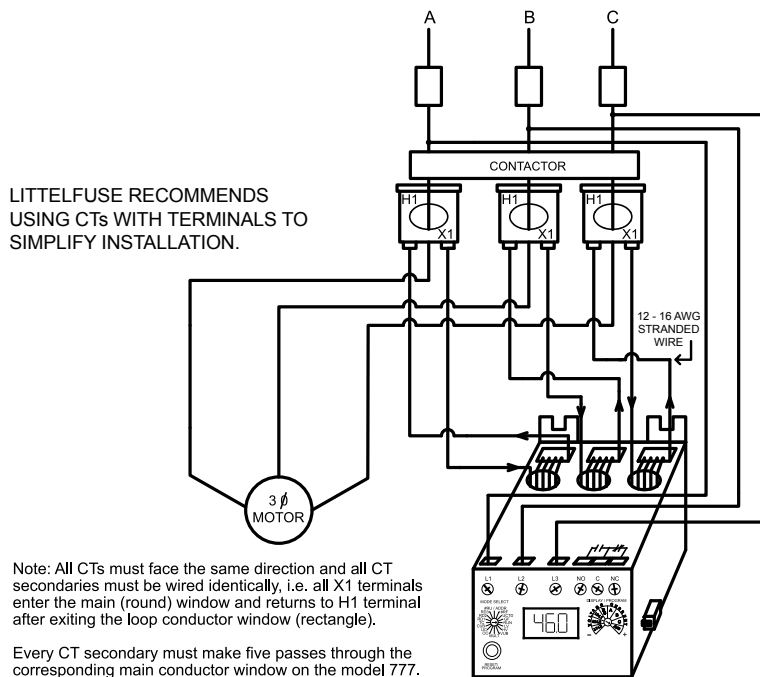 A
B
C
CONTACTOR
H1
X1
H1
X1
H1
X1
LITTELFUSE RECOMMENDS
USING CTs WITH TERMINALS TO
SIMPLIFY INSTALLATION.
12 - 16 AWG
STRANDED
WIRE
3 ϕ
MOTOR
Note: All CTs must face the same direction and all CT
secondaries must be wired identically, i.e. all X1 terminals
enter the main (round) window and returns to H1 terminal
after exiting the loop conductor window (rectangle).
Every CT secondary must make five passes through the
corresponding main conductor window on the model 777.
L1
L2
L3
NO
C
NC
MODE SELECT
DISPLAY / PROGRAM
46.0
- +
RESET/
PROGRAM